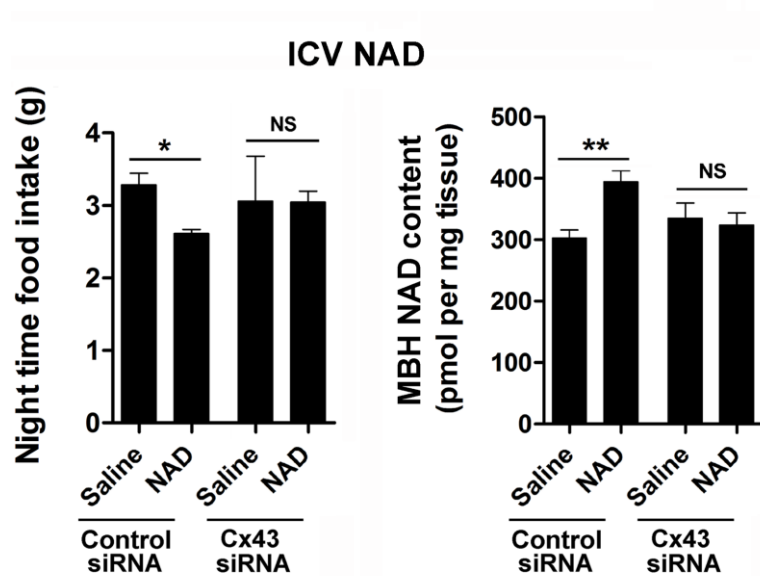 ICV NAD
Night time food intake (g)
4
3
2
1
0
*
NS
Saline
NAD
Saline
NAD
Control
siRNA
Cx43
siRNA
MBH NAD content
(pmol per mg tissue)
500
400
300
200
100
0
**
NS
Saline
NAD
Saline
NAD
Control
siRNA
Cx43
siRNA